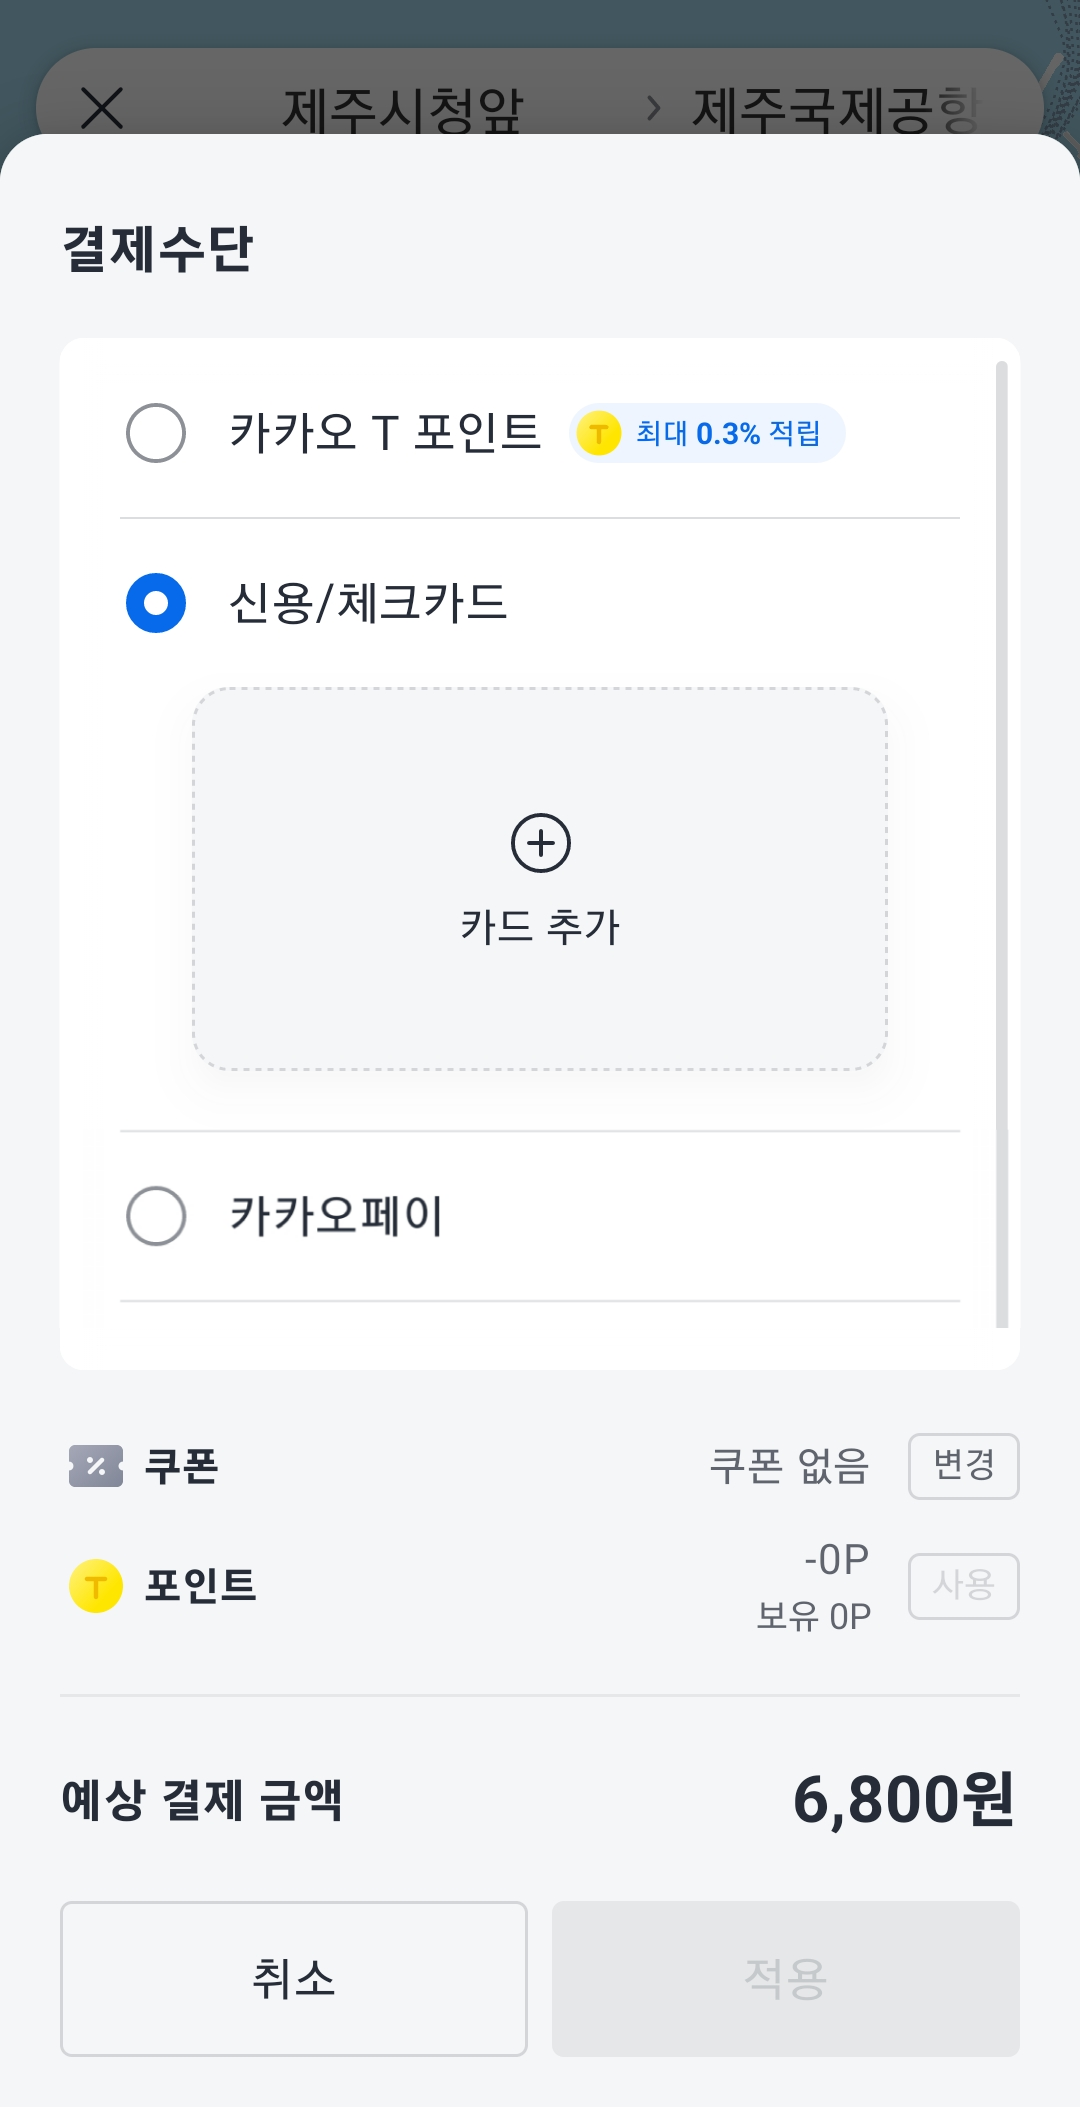 제주시청앞 › 제주국제공항
결제수단
카카오 T 포인트 T 최대 0.3% 적립
신용/체크카드
카드 추가
카카오페이
쿠폰 쿠폰 없음 변경
T 포인트 -0P 사용
보유 0P
예상 결제 금액 6,800원
취소 적용